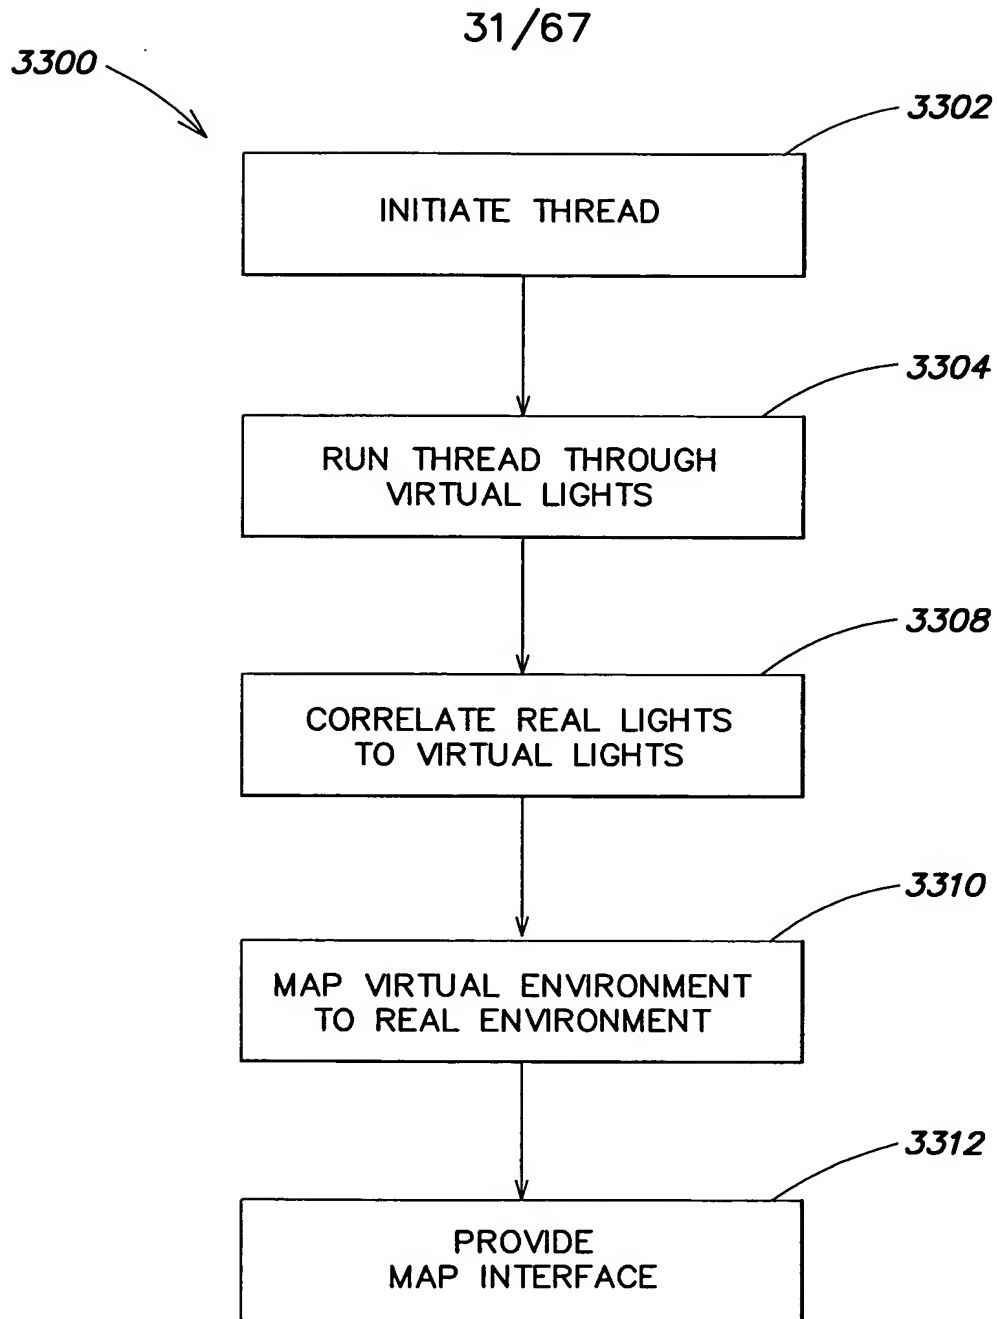 31/67
3300
3302
INITIATE THREAD
3304
RUN THREAD THROUGH
VIRTUAL LIGHTS
3308
CORRELATE REAL LIGHTS
TO VIRTUAL LIGHTS
3310
MAP VIRTUAL ENVIRONMENT
TO REAL ENVIRONMENT
3312
PROVIDE
MAP INTERFACE